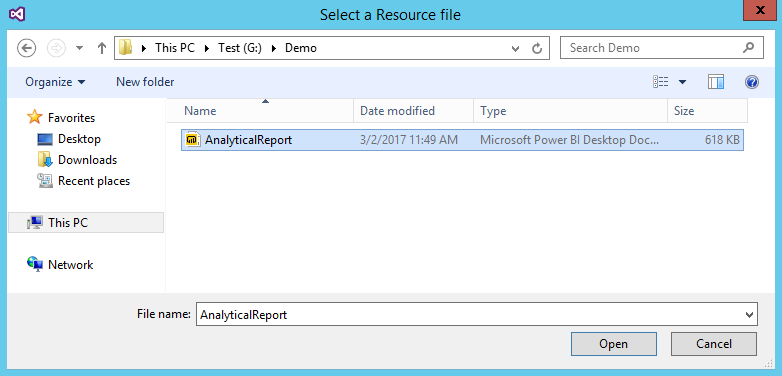 Select a Resource file
This PC Test (G:) Demo
Search Demo
Organize New folder
Name Date modified Type Size
Favorites
Desktop
Downloads
Recent places
This PC
Network
AnalyticalReport 3/2/2017 11:49 AM Microsoft Power BI Desktop Doc... 618 KB
File name: AnalyticalReport
Open Cancel